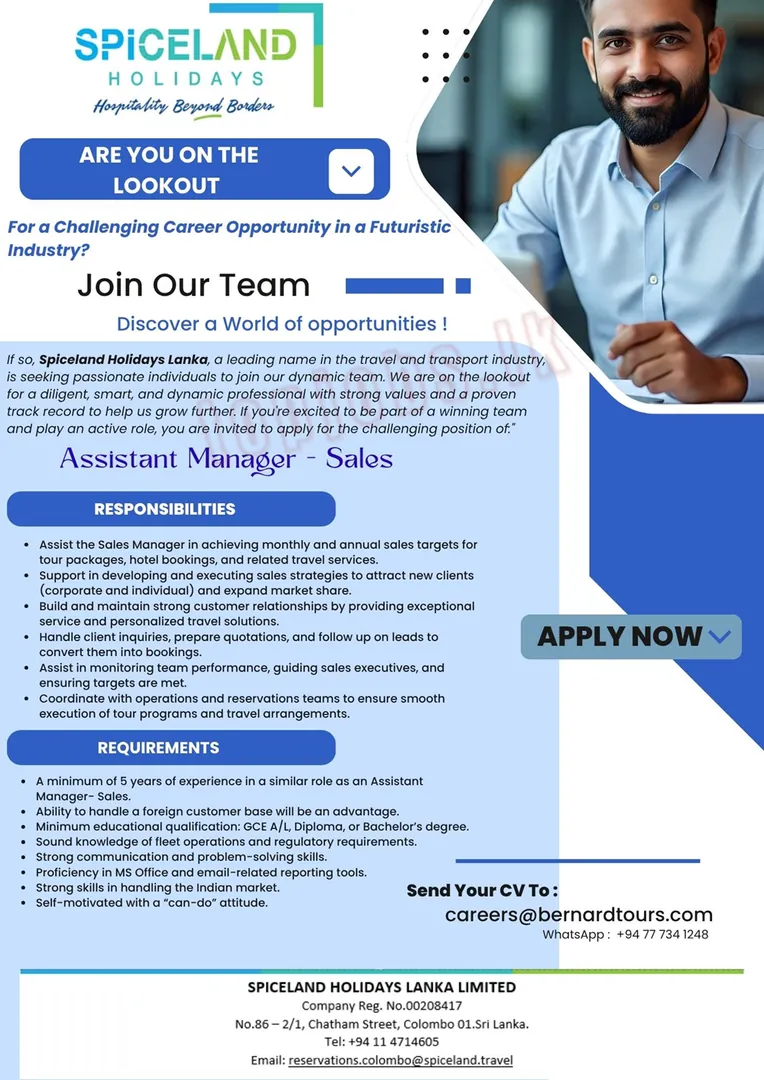 SPiCELAND
HOLIDAYS
Hospitality Beyond Borders
ARE YOU ON THE
LOOKOUT
For a Challenging Career Opportunity in a Futuristic
Industry?
Join Our Team
Discover a World of opportunities !
If so, Spiceland Holidays Lanka, a leading name in the travel and transport industry,
is seeking passionate individuals to join our dynamic team. We are on the lookout
for a diligent, smart, and dynamic professional with strong values and a proven
track record to help us grow further. If you're excited to be part of a winning team
and play an active role, you are invited to apply for the challenging position of:"
Assistant Manager - Sales
RESPONSIBILITIES
• Assist the Sales Manager in achieving monthly and annual sales targets for
tour packages, hotel bookings, and related travel services.
• Support in developing and executing sales strategies to attract new clients
(corporate and individual) and expand market share.
• Build and maintain strong customer relationships by providing exceptional
service and personalized travel solutions.
• Handle client inquiries, prepare quotations, and follow up on leads to
convert them into bookings.
• Assist in monitoring team performance, guiding sales executives, and
ensuring targets are met.
• Coordinate with operations and reservations teams to ensure smooth
execution of tour programs and travel arrangements.
APPLY NOW
REQUIREMENTS
• A minimum of 5 years of experience in a similar role as an Assistant
Manager- Sales.
• Ability to handle a foreign customer base will be an advantage.
• Minimum educational qualification: GCE A/L, Diploma, or Bachelor's degree.
• Sound knowledge of fleet operations and regulatory requirements.
• Strong communication and problem-solving skills.
• Proficiency in MS Office and email-related reporting tools.
• Strong skills in handling the Indian market.
• Self-motivated with a "can-do" attitude.
Send Your CV To :
careers@bernardtours.com
WhatsApp : +94 77 734 1248
SPICELAND HOLIDAYS LANKA LIMITED
Company Reg. No.00208417
No.86 – 2/1, Chatham Street, Colombo 01.Sri Lanka.
Tel: +94 11 4714605
Email: reservations.colombo@spiceland.travel